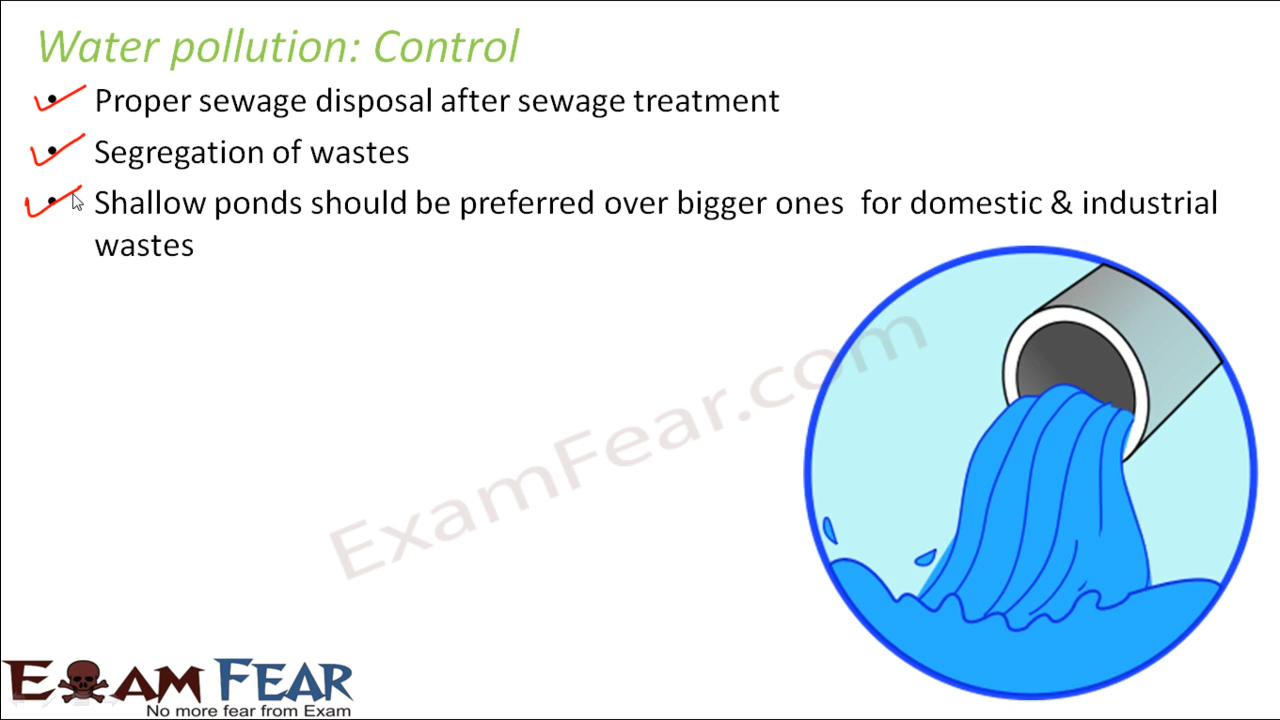 Water pollution: Control
• Proper sewage disposal after sewage treatment
• Segregation of wastes
• Shallow ponds should be preferred over bigger ones for domestic & industrial
wastes
ExamFear.com
EXAM FEAR
No more fear from Exam